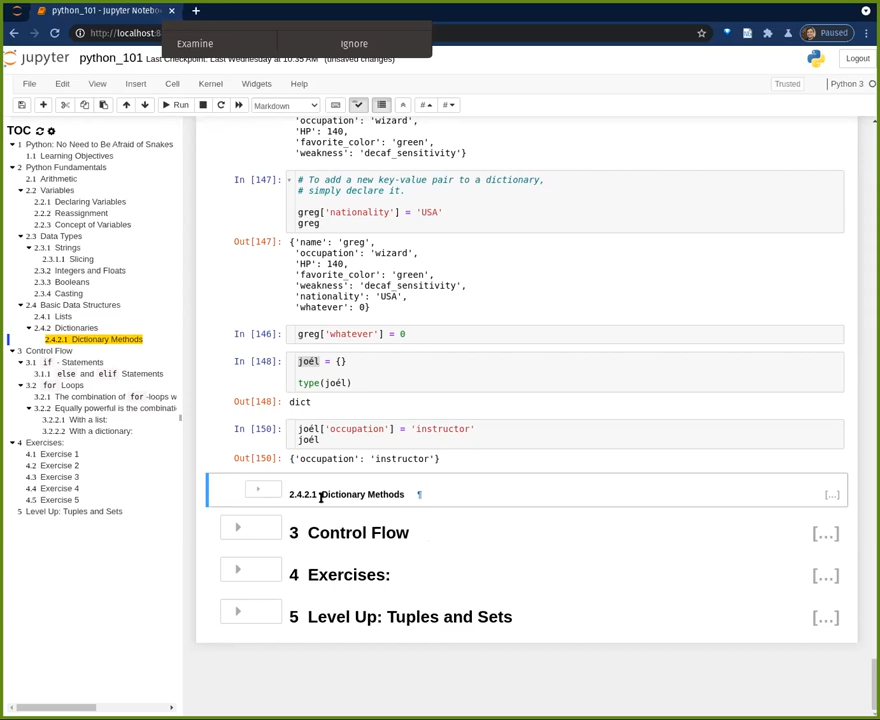 python_101 - Jupyter Noteboo
http://localhost:8
Paused
Examine
Ignore
jupyter python_101 Last Checkpoint: Last Wednesday at 10:35 AM (unsaved changes)
Logout
File Edit View Insert Cell Kernel Widgets Help
Trusted
Python 3
Run
Markdown
TOC
1 Python: No Need to Be Afraid of Snakes
1.1 Learning Objectives
2 Python Fundamentals
2.1 Arithmetic
2.2 Variables
2.2.1 Declaring Variables
2.2.2 Reassignment
2.2.3 Concept of Variables
2.3 Data Types
2.3.1 Strings
2.3.1.1 Slicing
2.3.2 Integers and Floats
2.3.3 Booleans
2.3.4 Casting
2.4 Basic Data Structures
2.4.1 Lists
2.4.2 Dictionaries
2.4.2.1 Dictionary Methods
3 Control Flow
3.1 if - Statements
3.1.1 else and elif Statements
3.2 for Loops
3.2.1 The combination of for -loops w
3.2.2 Equally powerful is the combinati
3.2.2.1 With a list:
3.2.2.2 With a dictionary:
4 Exercises:
4.1 Exercise 1
4.2 Exercise 2
4.3 Exercise 3
4.4 Exercise 4
4.5 Exercise 5
5 Level Up: Tuples and Sets
'occupation': 'wizard',
'HP': 140,
'favorite_color': 'green',
'weakness': 'decaf_sensitivity'}
In [147]: # To add a new key-value pair to a dictionary,
# simply declare it.
greg['nationality'] = 'USA'
greg
Out[147]: {'name': 'greg',
'occupation': 'wizard',
'HP': 140,
'favorite_color': 'green',
'weakness': 'decaf_sensitivity',
'nationality': 'USA',
'whatever': 0}
In [146]: greg['whatever'] = 0
In [148]: joél = {}
type(joél)
Out[148]: dict
In [150]: joél['occupation'] = 'instructor'
joél
Out[150]: {'occupation': 'instructor'}
2.4.2.1 Dictionary Methods ¶
[...]
3 Control Flow
[...]
4 Exercises:
[...]
5 Level Up: Tuples and Sets
[...]